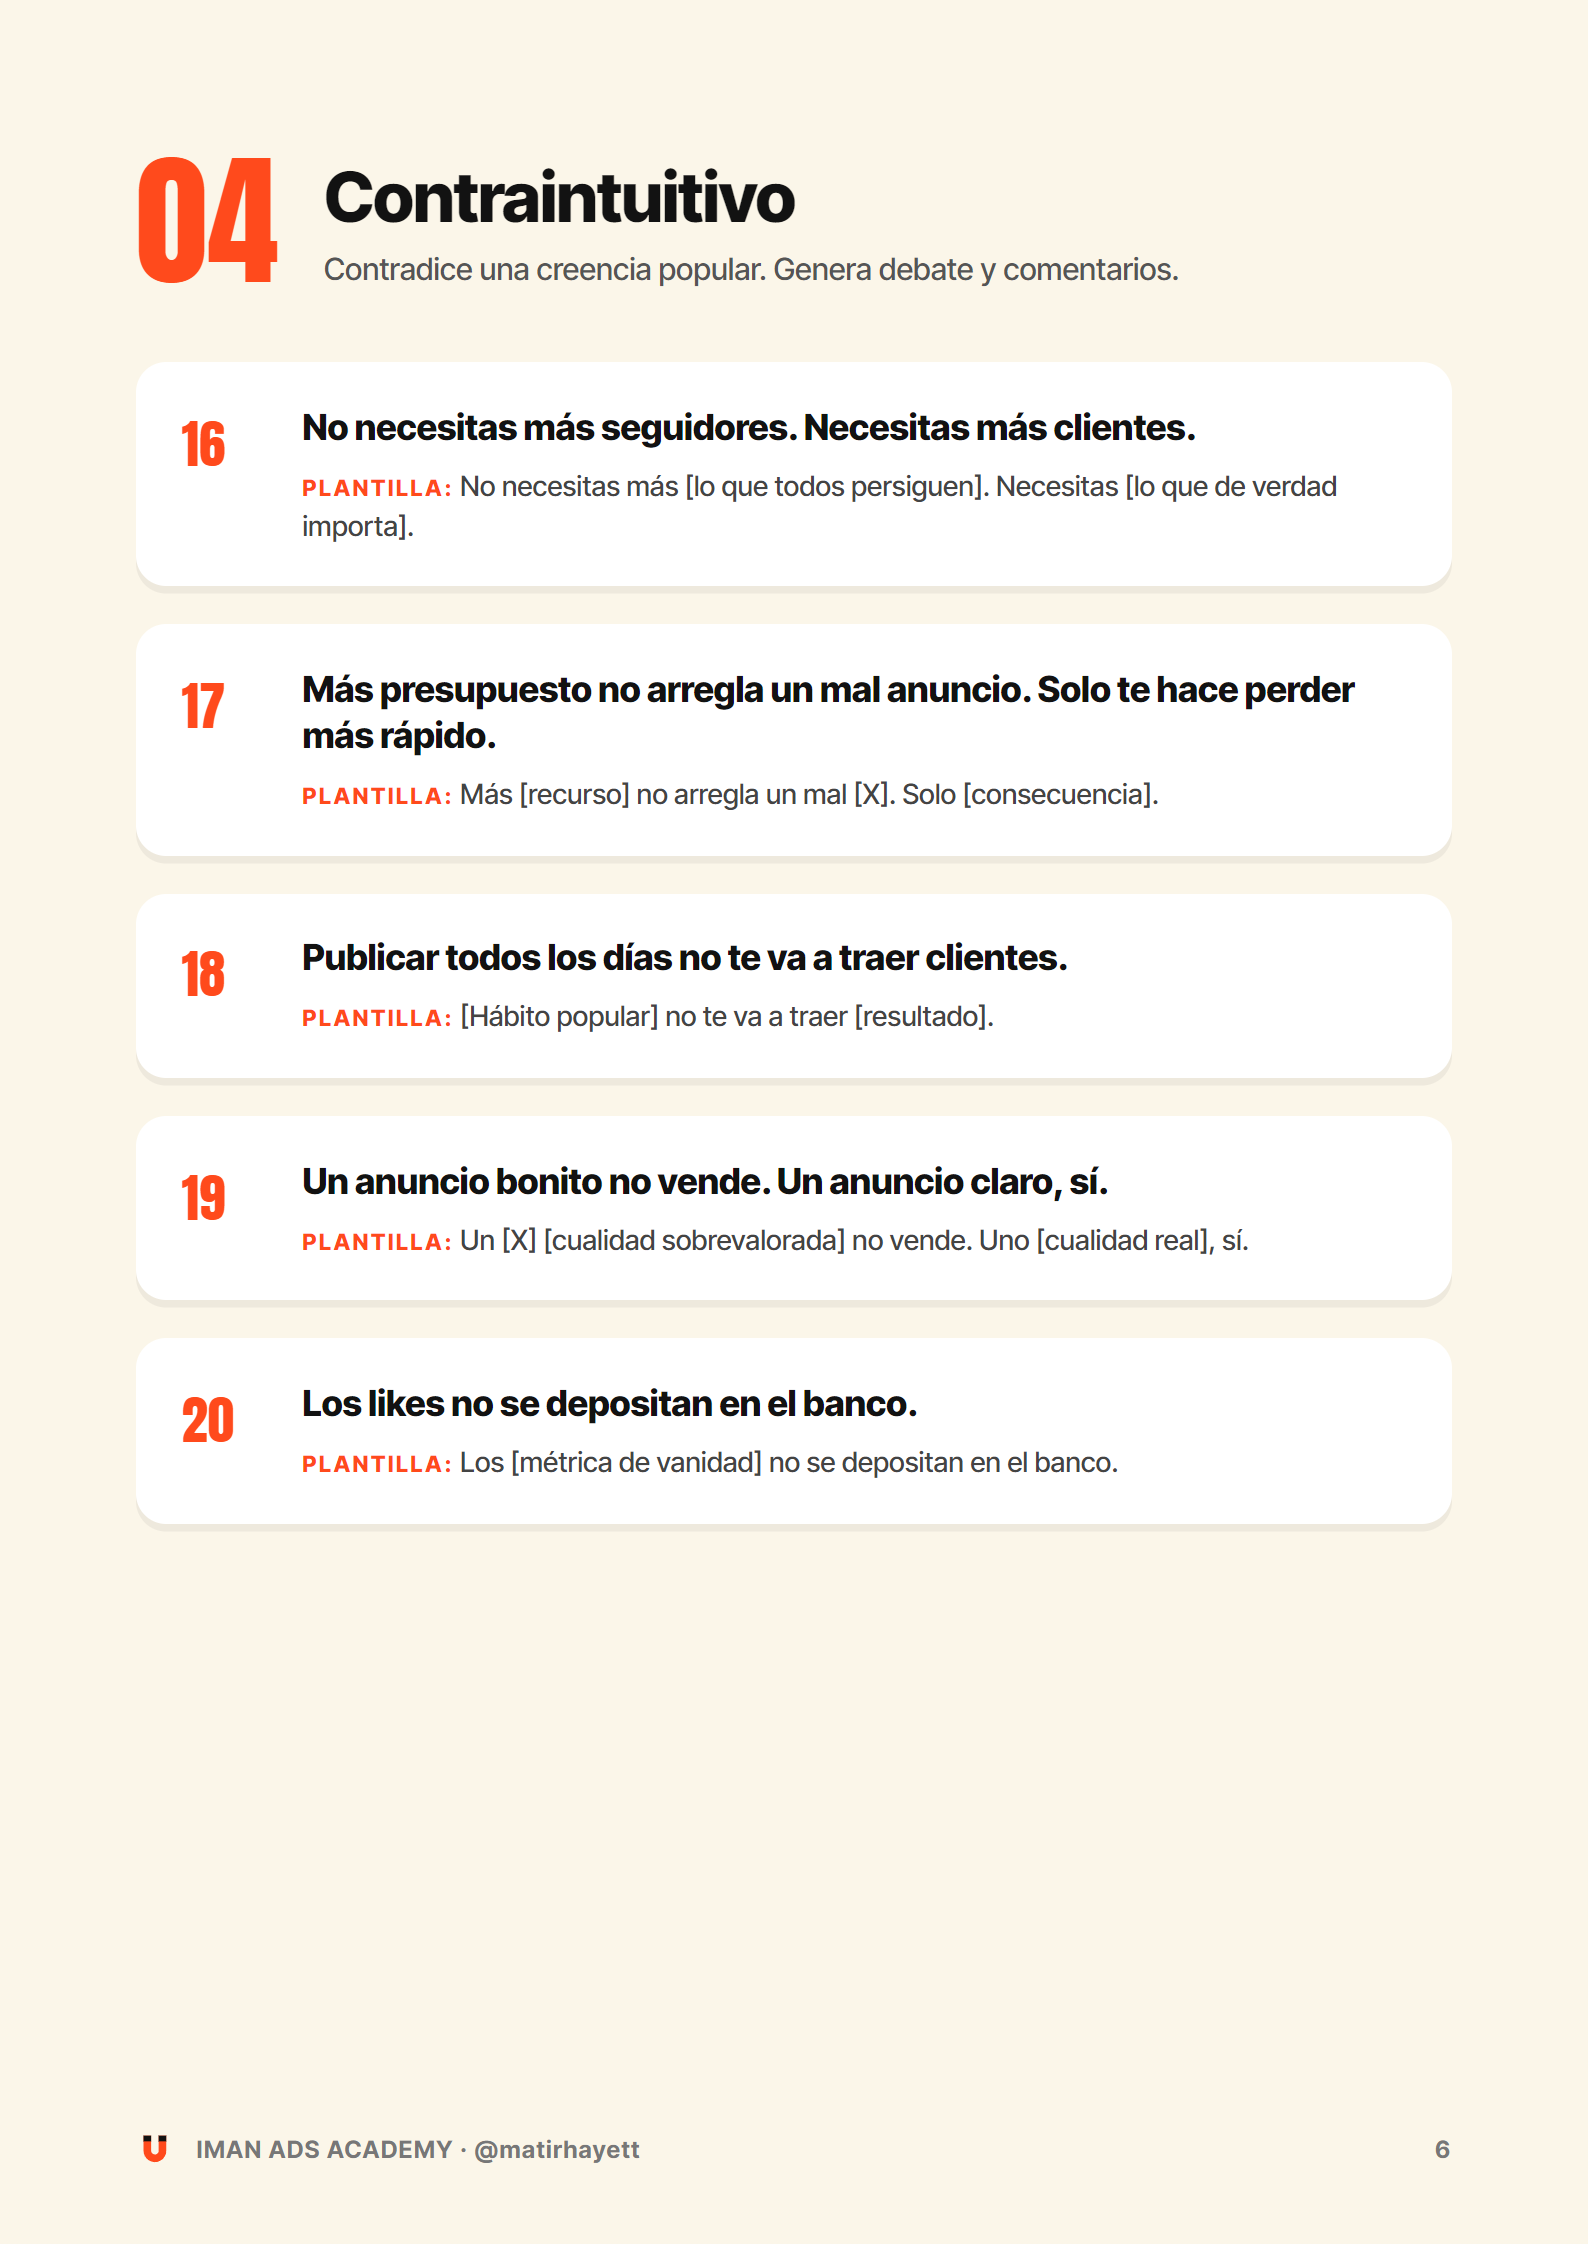 04
Contraintuitivo
Contradice una creencia popular. Genera debate y comentarios.
16
No necesitas más seguidores. Necesitas más clientes.
PLANTILLA: No necesitas más [lo que todos persiguen]. Necesitas [lo que de verdad
importa].
17
Más presupuesto no arregla un mal anuncio. Solo te hace perder
más rápido.
PLANTILLA: Más [recurso] no arregla un mal [X]. Solo [consecuencia].
18
Publicar todos los días no te va a traer clientes.
PLANTILLA: [Hábito popular] no te va a traer [resultado].
19
Un anuncio bonito no vende. Un anuncio claro, sí.
PLANTILLA: Un [X] [cualidad sobrevalorada] no vende. Uno [cualidad real], sí.
20
Los likes no se depositan en el banco.
PLANTILLA: Los [métrica de vanidad] no se depositan en el banco.
IMAN ADS ACADEMY · @matirhayett
6